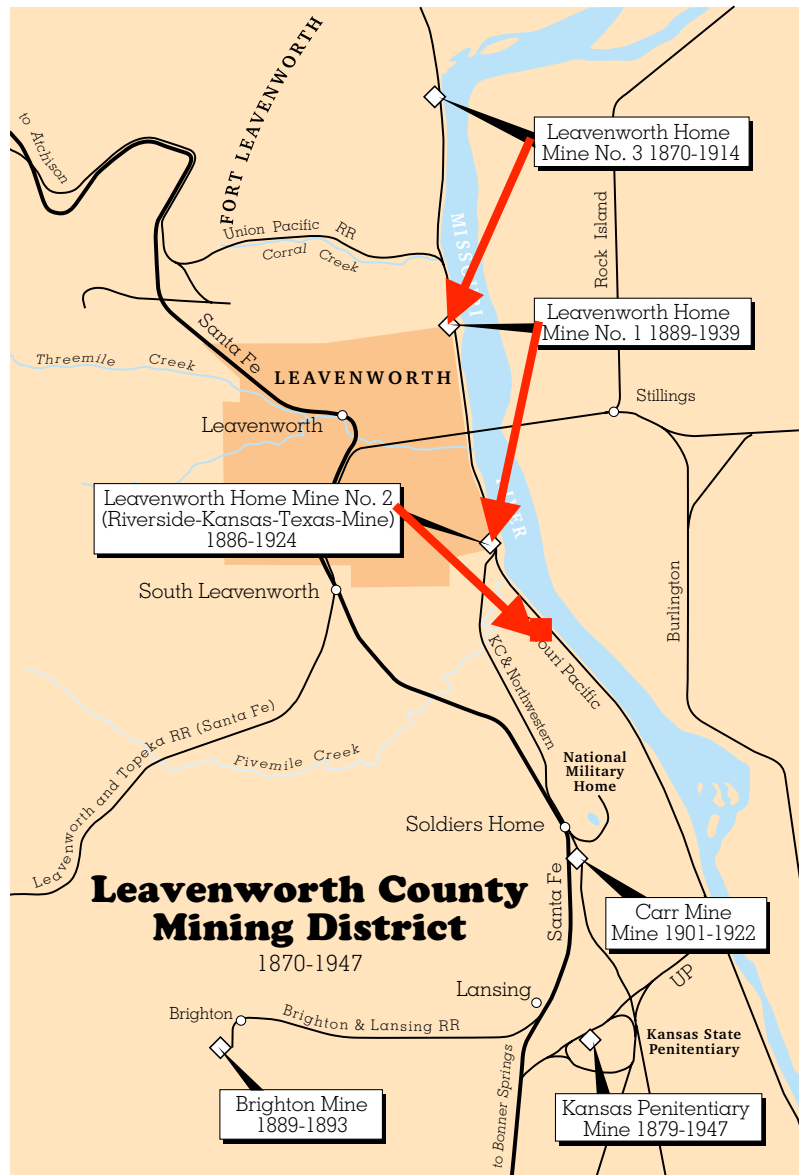 to Atchison
FORT LEAVENWORTH
Leavenworth Home
Mine No. 3 1870-1914
Union Pacific RR
Corral Creek
MISSOURI
Rock Island
Leavenworth Home
Mine No. 1 1889-1939
Santa Fe
Threemile Creek
LEAVENWORTH
Stillings
Leavenworth
Leavenworth Home Mine No. 2
(Riverside-Kansas-Texas-Mine)
1886-1924
South Leavenworth
Burlington
KC & Northwestern
Pacific
Leavenworth and Topeka RR (Santa Fe)
Fivemile Creek
National
Military
Home
Soldiers Home
Leavenworth County
Mining District
1870-1947
Santa Fe
Carr Mine
Mine 1901-1922
UP
Lansing
Brighton
Brighton & Lansing RR
Kansas State
Penitentiary
to Bonner Springs
Brighton Mine
1889-1893
Kansas Penitentiary
Mine 1879-1947